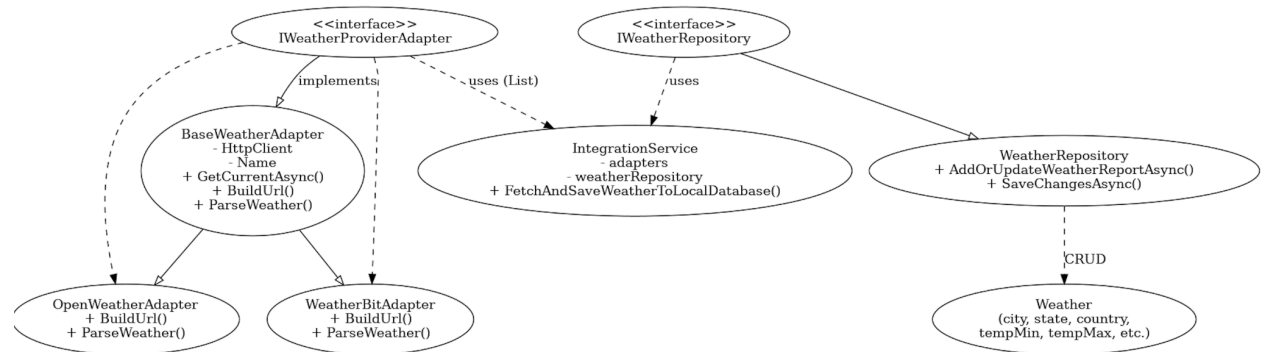 <<interface>>
IWeatherProviderAdapter
<<interface>>
IWeatherRepository
implements
uses (List)
uses
BaseWeatherAdapter
- HttpClient
- Name
+ GetCurrentAsync()
+ BuildUrl()
+ ParseWeather()
IntegrationService
- adapters
- weatherRepository
+ FetchAndSaveWeatherToLocalDatabase()
WeatherRepository
+ AddOrUpdateWeatherReportAsync()
+ SaveChangesAsync()
CRUD
OpenWeatherAdapter
+ BuildUrl()
+ ParseWeather()
WeatherBitAdapter
+ BuildUrl()
+ ParseWeather()
Weather
(city, state, country,
tempMin, tempMax, etc.)